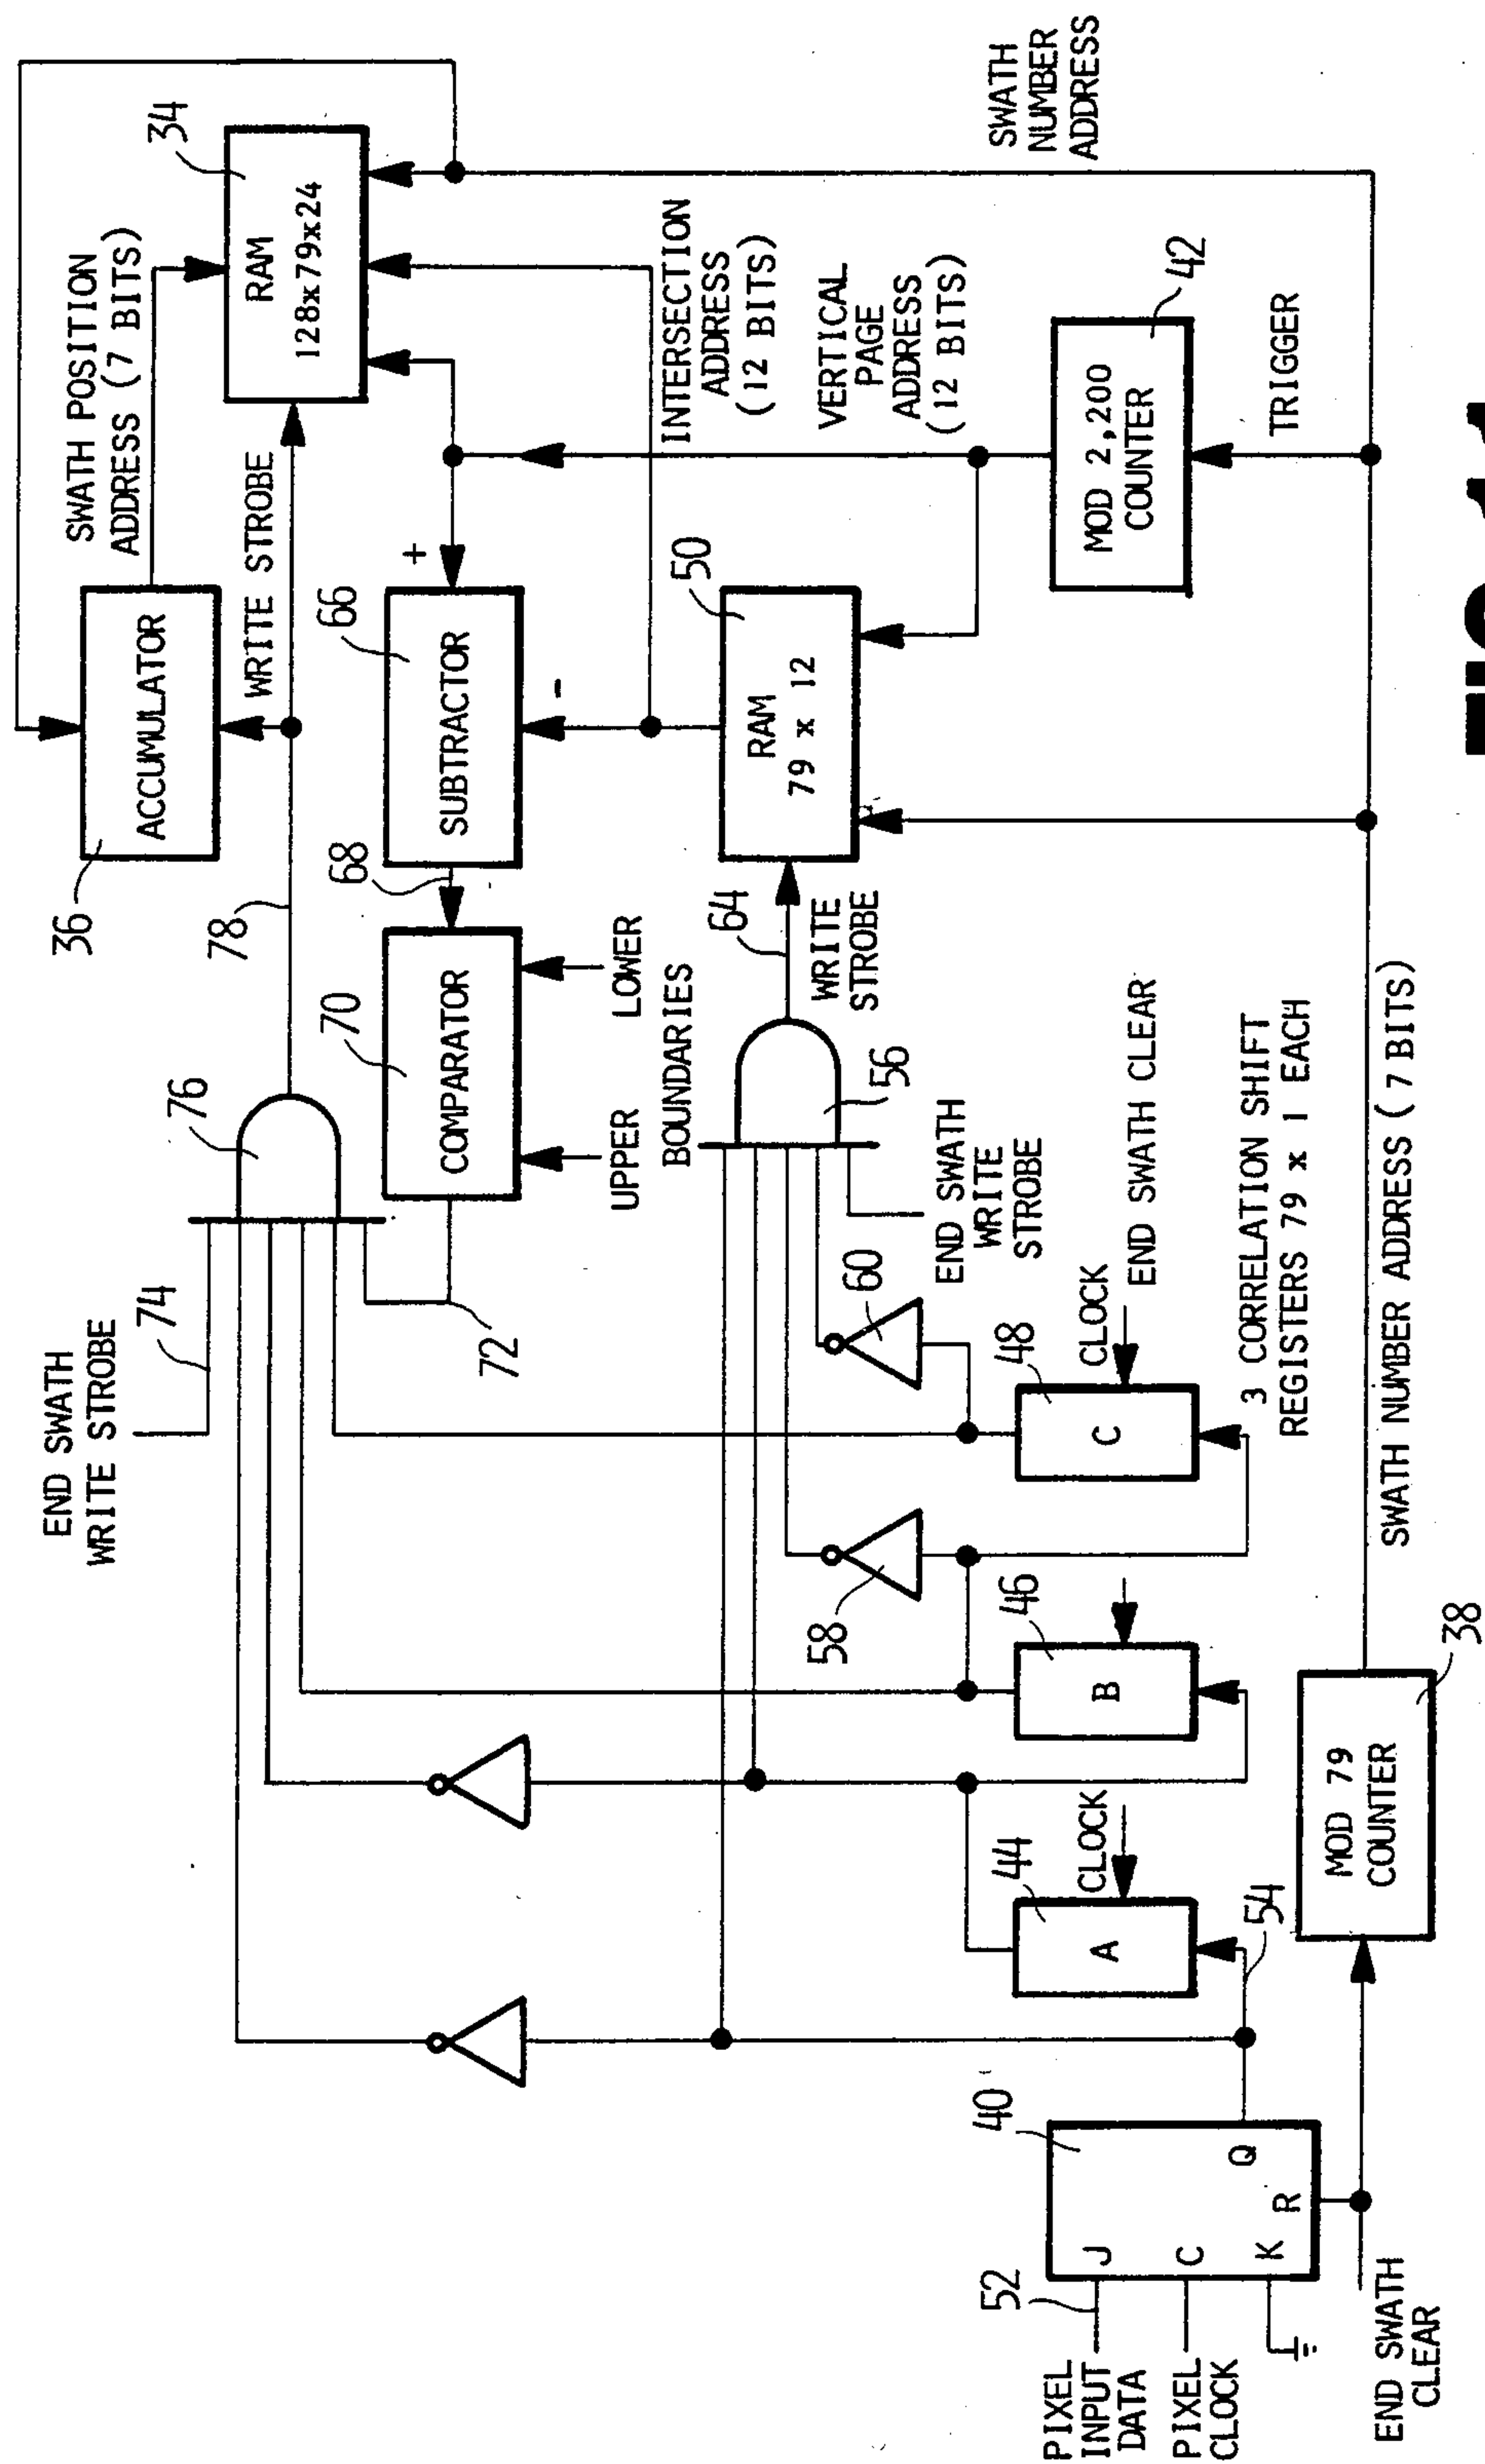 END SWATH
WRITE STROBE
74
76
78
36
ACCUMULATOR
SWATH POSITION
ADDRESS (7 BITS)
WRITE STROBE
34
RAM
128x79x24
72
70
COMPARATOR
68
66
SUBTRACTOR
+
-
UPPER
LOWER
BOUNDARIES
INTERSECTION
ADDRESS
(12 BITS)
VERTICAL
PAGE
ADDRESS
(12 BITS)
56
64
WRITE
STROBE
50
RAM
79 x 12
END SWATH
WRITE
STROBE
58
60
42
MOD 2,200
COUNTER
TRIGGER
SWATH
NUMBER
ADDRESS
44
A
CLOCK
46
B
48
C
CLOCK
END SWATH CLEAR
3 CORRELATION SHIFT
REGISTERS 79 x 1 EACH
54
40
J
C
K
Q
R
52
PIXEL
INPUT
DATA
PIXEL
CLOCK
END SWATH
CLEAR
MOD 79
COUNTER
38
SWATH NUMBER ADDRESS (7 BITS)